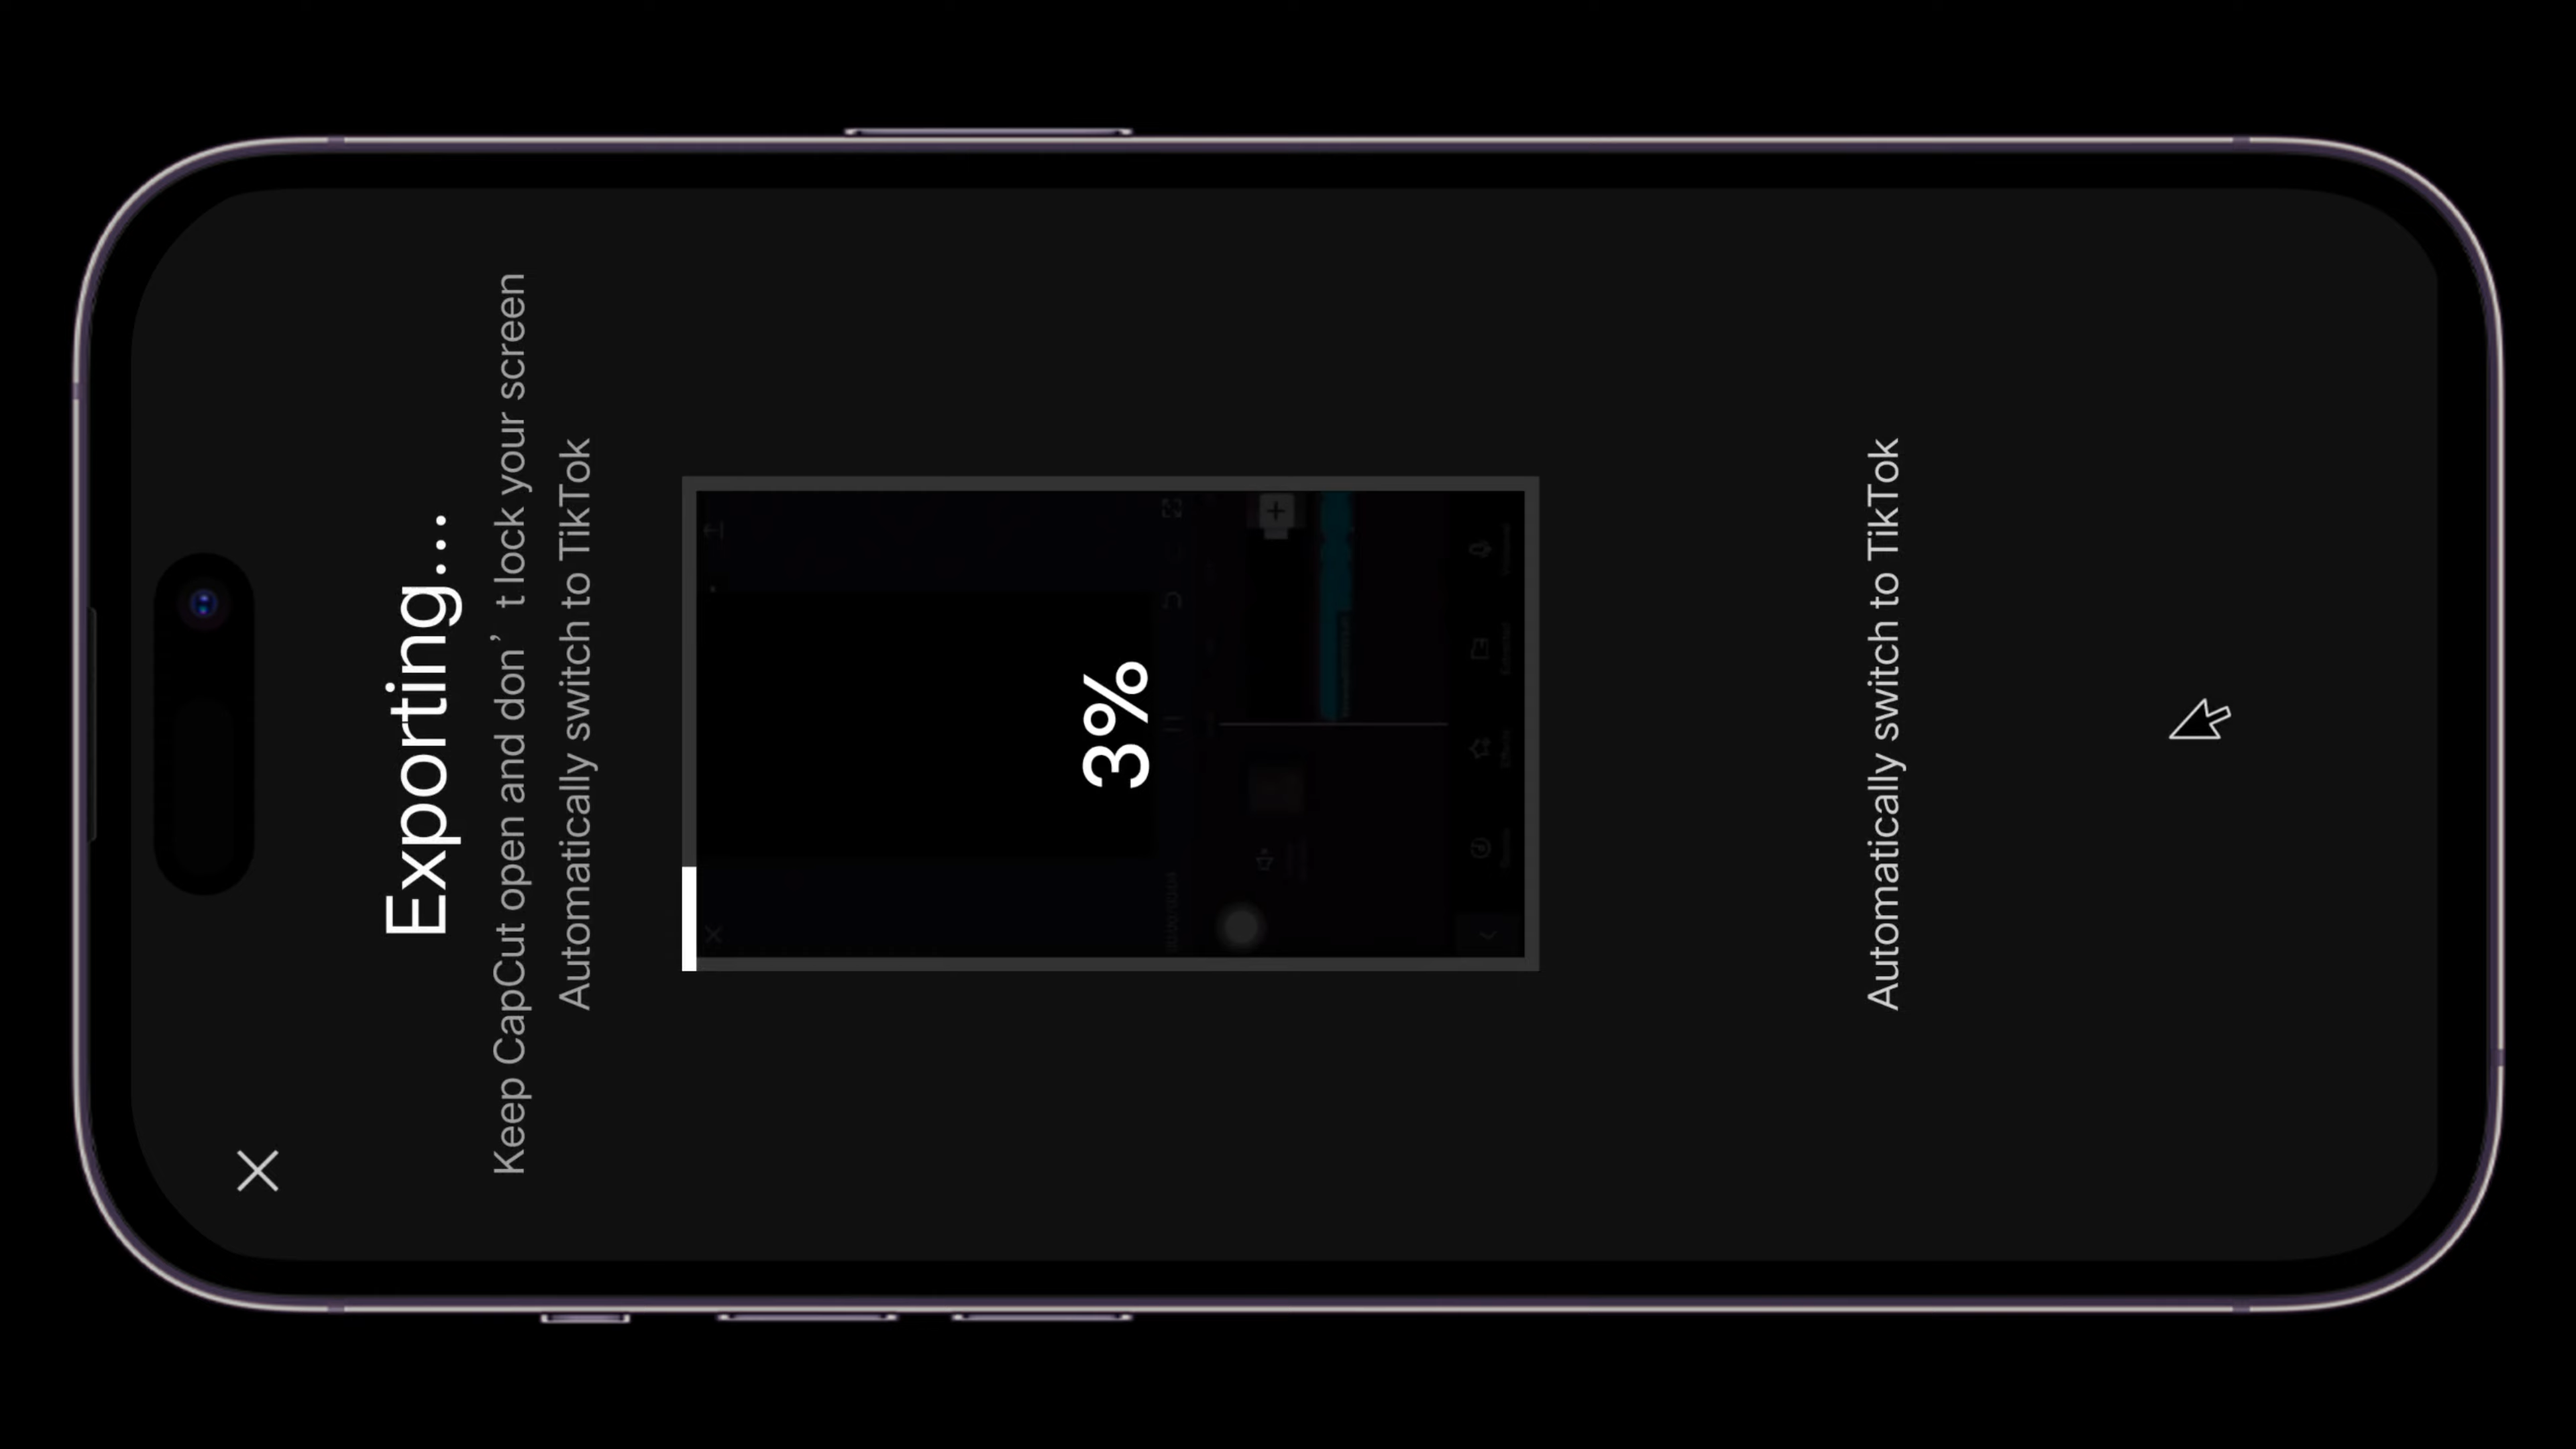 Exporting...
Keep CapCut open and don’t lock your screen
Automatically switch to TikTok
3%
Automatically switch to TikTok